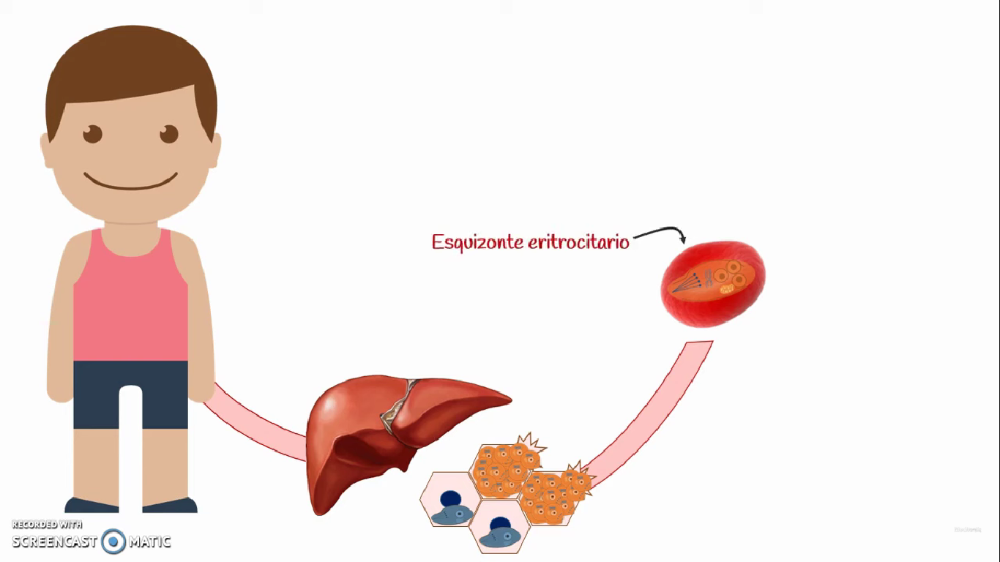 Esquizonte eritrocitario
RECORDED WITH
SCREENCAST MATIC